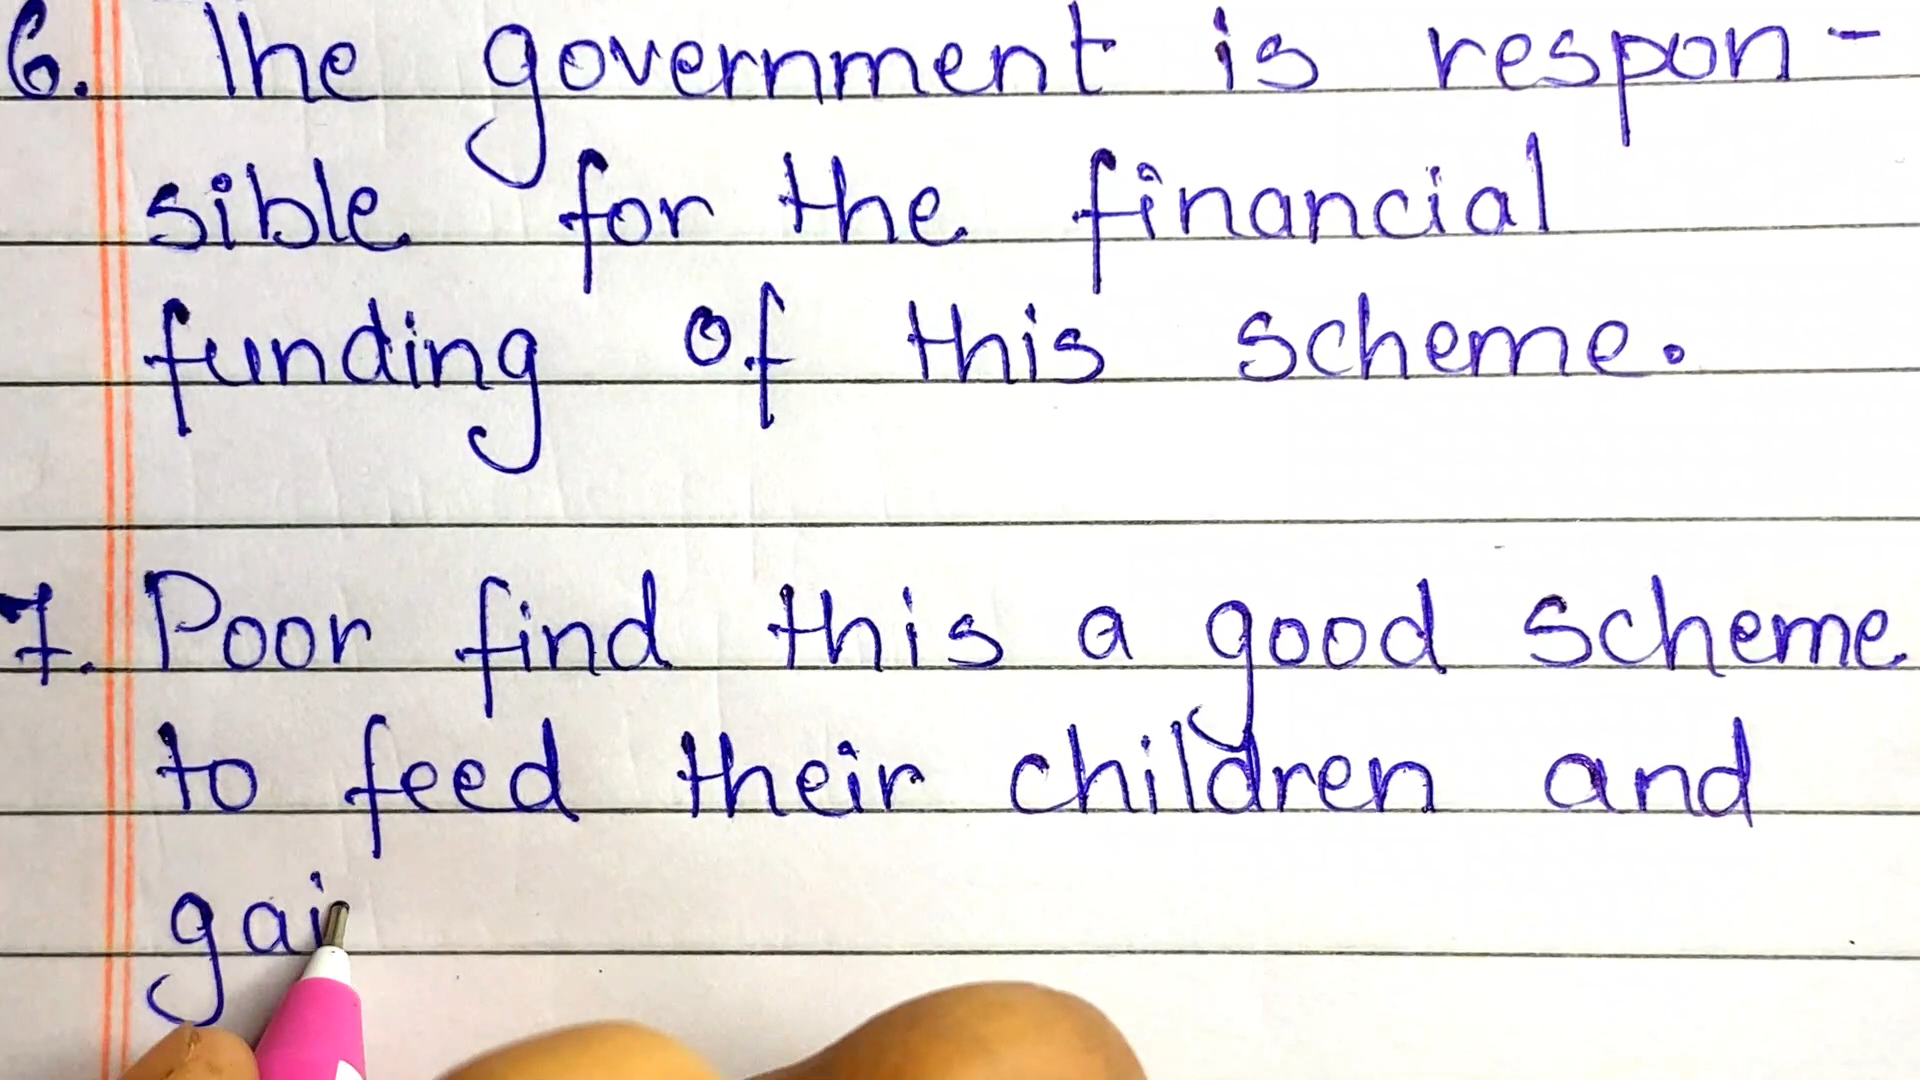 6. The government is respon-
sible for the financial
funding of this scheme.
7. Poor find this a good scheme
to feed their children and
gai